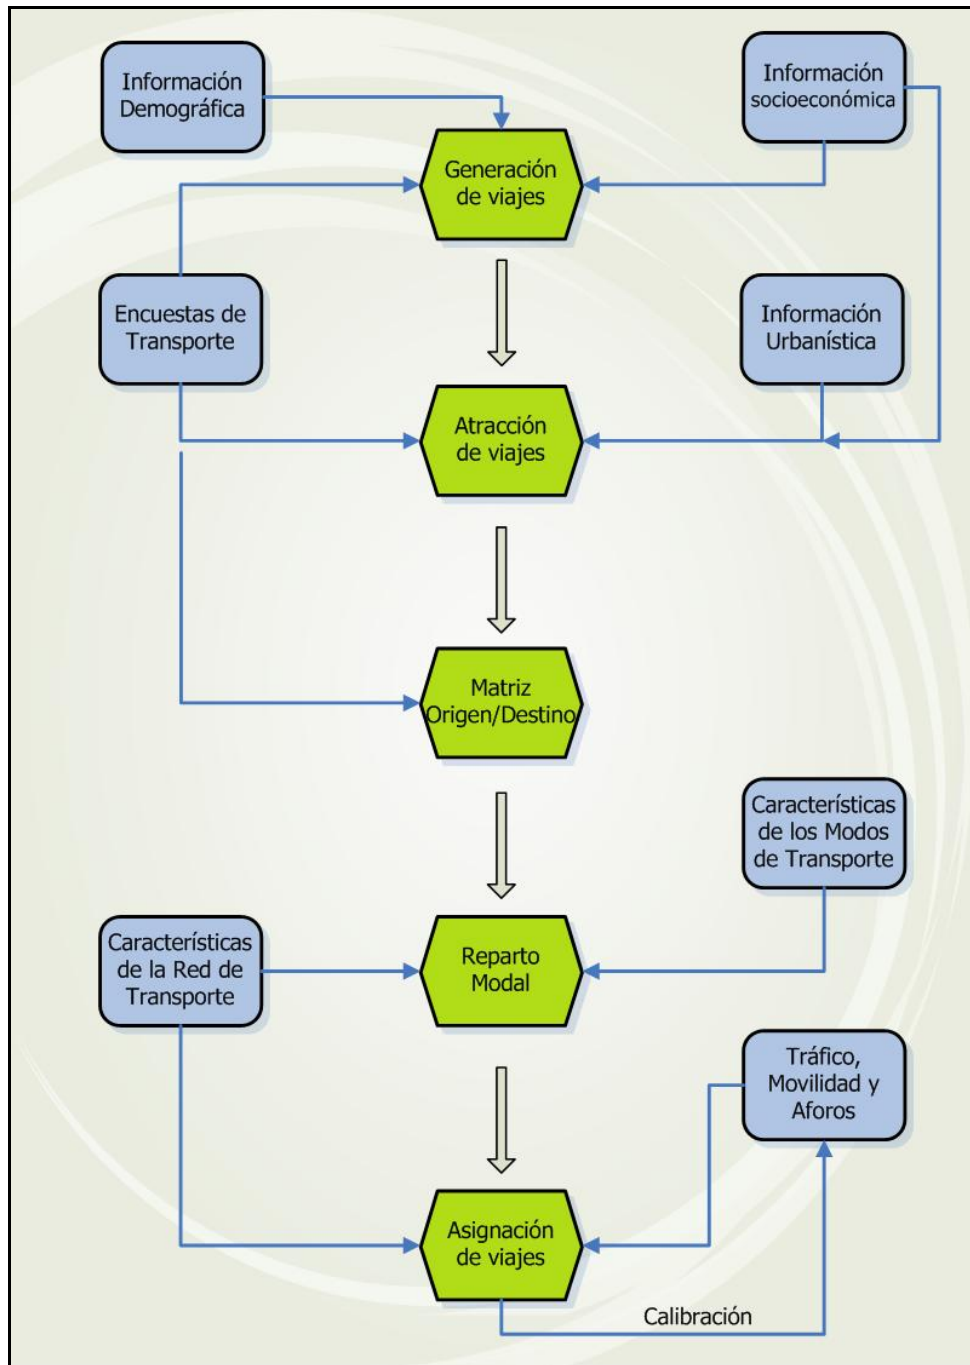 Información
Demográfica
Información
socioeconómica
Generación
de viajes
Encuestas de
Transporte
Información
Urbanística
Atracción
de viajes
Matriz
Origen/Destino
Características
de los Modos
de Transporte
Características
de la Red de
Transporte
Reparto
Modal
Tráfico,
Movilidad y
Aforos
Asignación
de viajes
Calibración